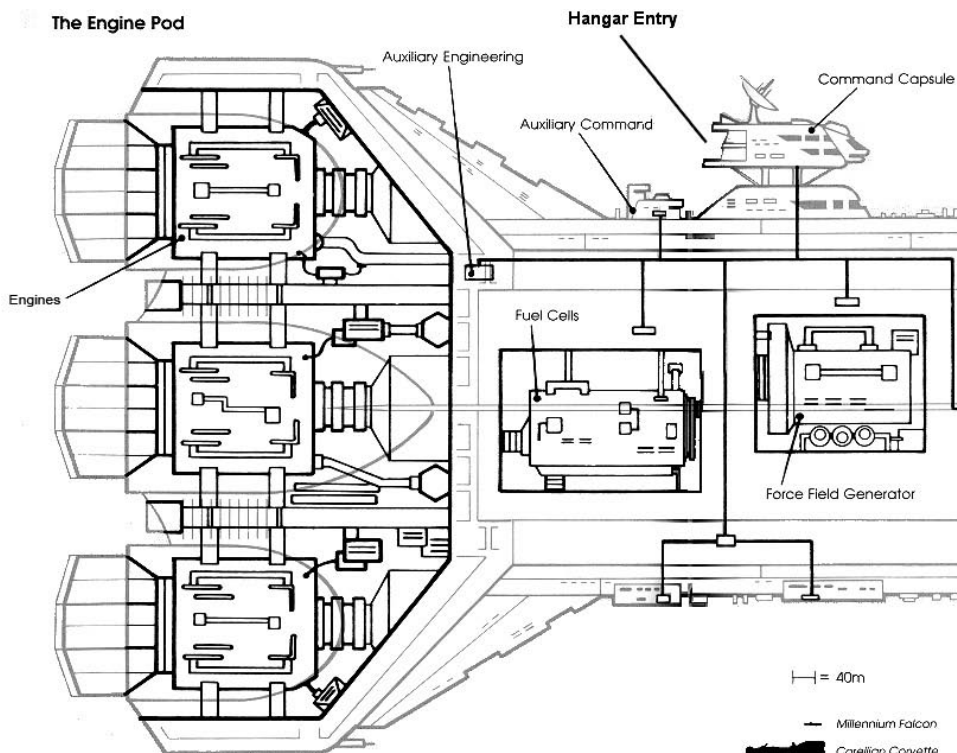 The Engine Pod
Hangar Entry
Auxiliary Engineering
Command Capsule
Auxiliary Command
Engines
Fuel Cells
Force Field Generator
= 40m
Millennium Falcon
Corellian Corvette